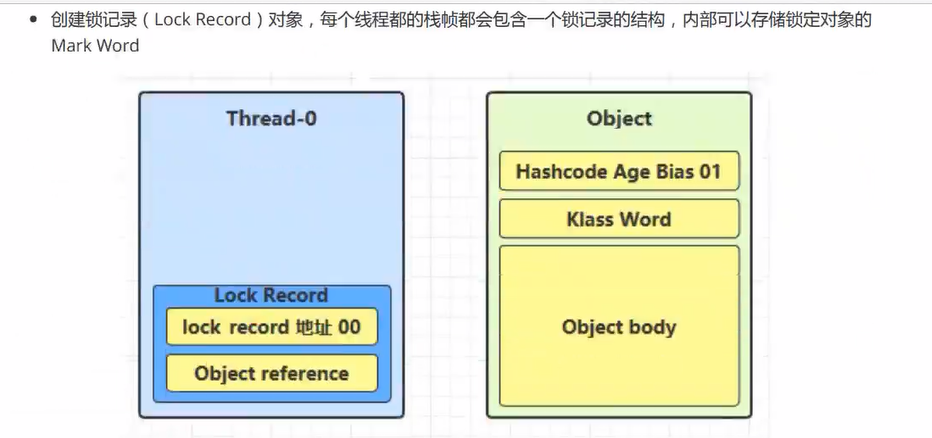 创建锁记录（Lock Record）对象，每个线程都的栈帧都会包含一个锁记录的结构，内部可以存储锁定对象的
Mark Word
Thread-0
Lock Record
lock record 地址 00
Object reference
Object
Hashcode Age Bias 01
Klass Word
Object body